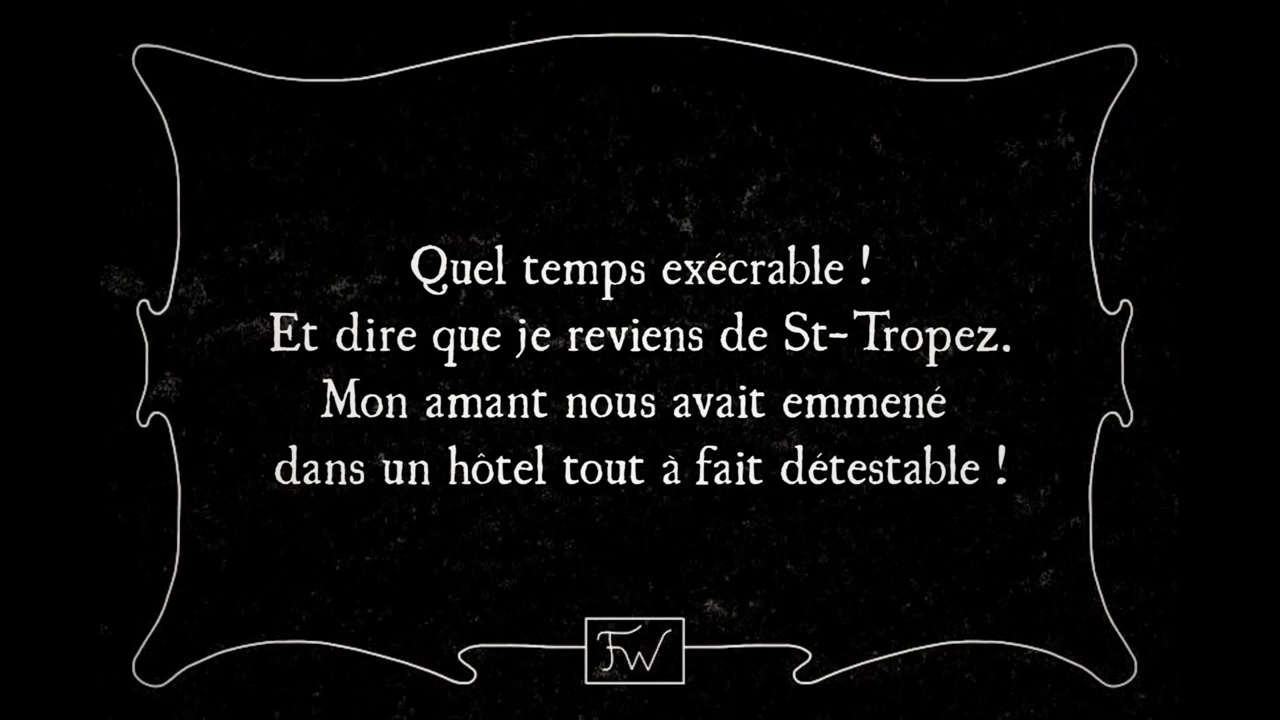 Quel temps exécrable !
Et dire que je reviens de St-Tropez.
Mon amant nous avait emmené
dans un hôtel tout à fait détestable !
FW